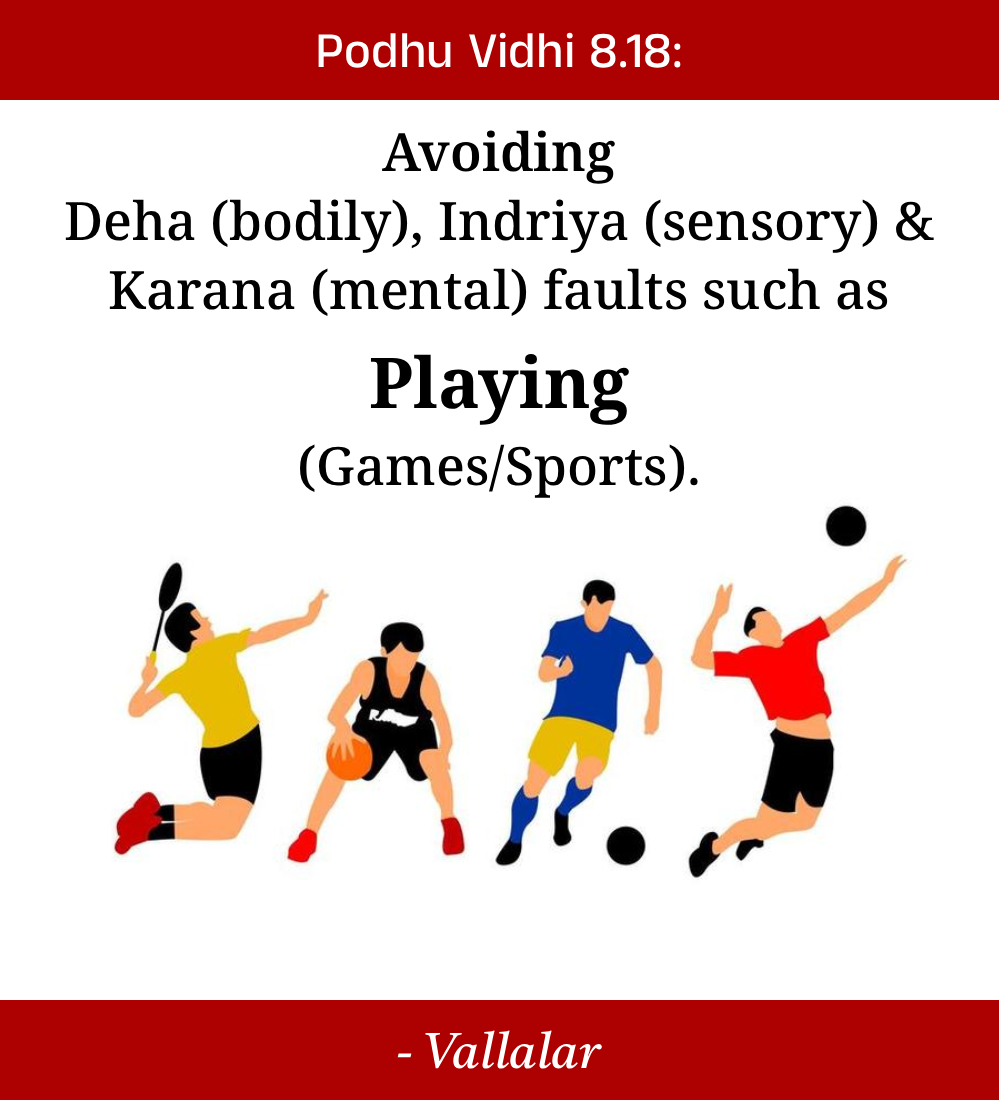 Podhu Vidhi 8.18:
Avoiding
Deha (bodily), Indriya (sensory) &
Karana (mental) faults such as
Playing
(Games/Sports).
- Vallalar